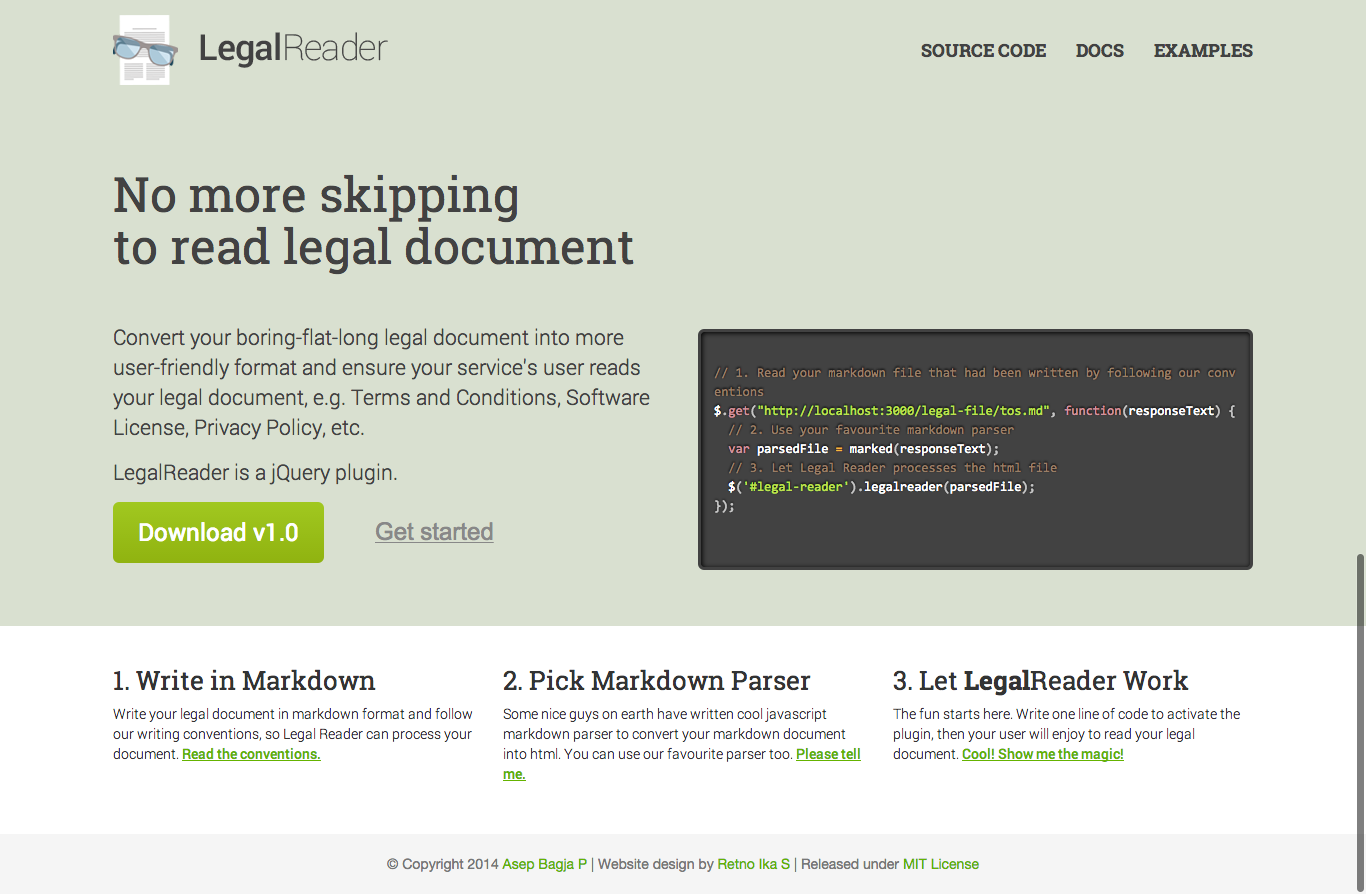 LegalReader
SOURCE CODE DOCS EXAMPLES
No more skipping
to read legal document
Convert your boring-flat-long legal document into more
user-friendly format and ensure your service's user reads
your legal document, e.g. Terms and Conditions, Software
License, Privacy Policy, etc.
LegalReader is a jQuery plugin.
Download v1.0
Get started
// 1. Read your markdown file that had been written by following our conv
entions
$.get("http://localhost:3000/legal-file/tos.md", function(responseText) {
  // 2. Use your favourite markdown parser
  var parsedFile = marked(responseText);
  // 3. Let Legal Reader processes the html file
  $('#legal-reader').legalreader(parsedFile);
});
1. Write in Markdown
Write your legal document in markdown format and follow
our writing conventions, so Legal Reader can process your
document. Read the conventions.
2. Pick Markdown Parser
Some nice guys on earth have written cool javascript
markdown parser to convert your markdown document
into html. You can use our favourite parser too. Please tell
me.
3. Let LegalReader Work
The fun starts here. Write one line of code to activate the
plugin, then your user will enjoy to read your legal
document. Cool! Show me the magic!
© Copyright 2014 Asep Bagja P | Website design by Retno Ika S | Released under MIT License